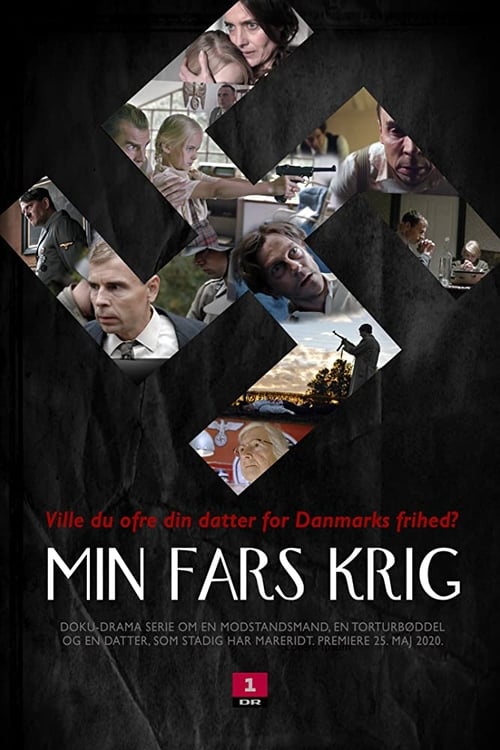 Ville du ofre din datter for Danmarks frihed?
MIN FARS KRIG
DOKU-DRAMA SERIE OM EN MODSTANDSMAND, EN TORTURBØDDEL
OG EN DATTER, SOM STADIG HAR MARERIDT. PREMIERE 25. MAJ 2020.
1
DR